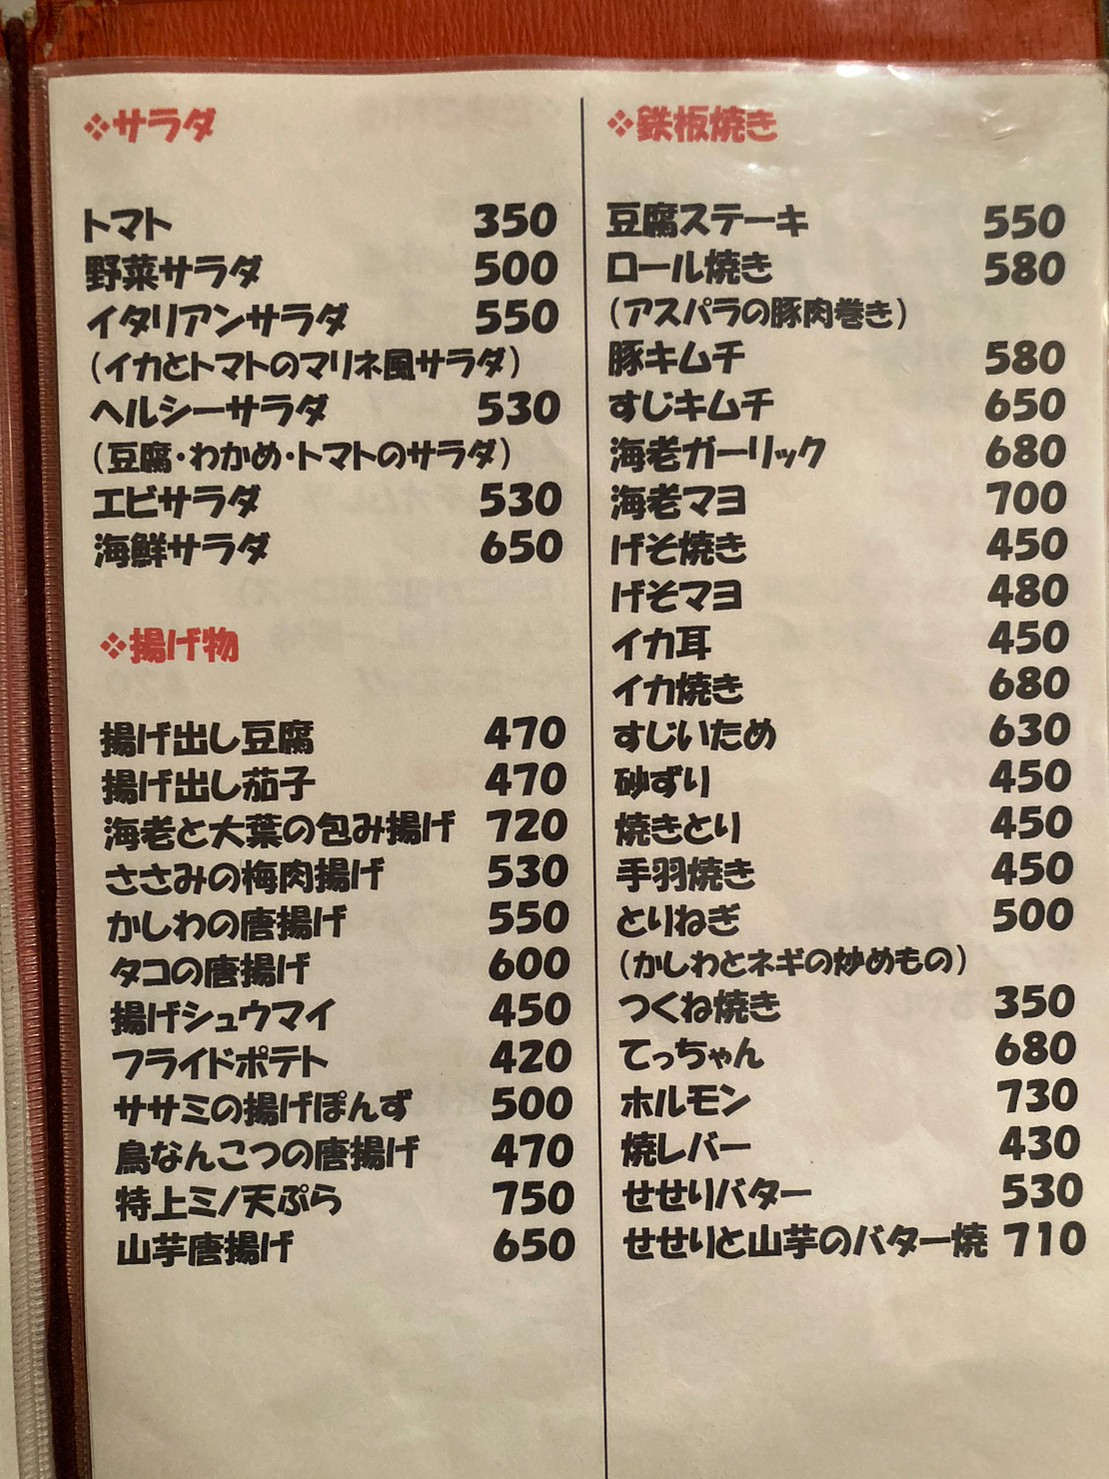 ❖サラダ
トマト 350
野菜サラダ 500
イタリアンサラダ 550
(イカとトマトのマリネ風サラダ)
ヘルシーサラダ 530
(豆腐・わかめ・トマトのサラダ)
エビサラダ 530
海鮮サラダ 650
❖揚げ物
揚げ出し豆腐 470
揚げ出し茄子 470
海老と大葉の包み揚げ 720
ささみの梅肉揚げ 530
かしわの唐揚げ 550
タコの唐揚げ 600
揚げシュウマイ 450
フライドポテト 420
ササミの揚げぽんず 500
鳥なんこつの唐揚げ 470
特上ミノ天ぷら 750
山芋唐揚げ 650
❖鉄板焼き
豆腐ステーキ 550
ロール焼き 580
(アスパラの豚肉巻き)
豚キムチ 580
すじキムチ 650
海老ガーリック 680
海老マヨ 700
げそ焼き 450
げそマヨ 480
イカ耳 450
イカ焼き 680
すじいため 630
砂ずり 450
焼きとり 450
手羽焼き 450
とりねぎ 500
(かしわとネギの炒めもの)
つくね焼き 350
てっちゃん 680
ホルモン 730
焼レバー 430
せせりバター 530
せせりと山芋のバター焼 710